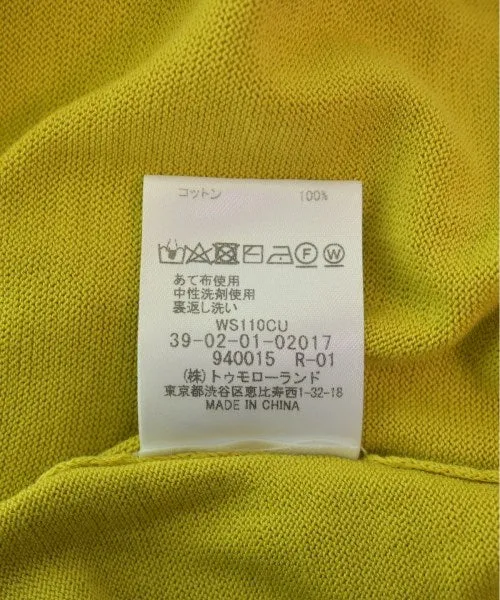 コットン 100%
F W
あて布使用
中性洗剤使用
裏返し洗い
WS110CU
39-02-01-02017
940015 R-01
(株)トゥモローランド
東京都渋谷区恵比寿西1-32-18
MADE IN CHINA